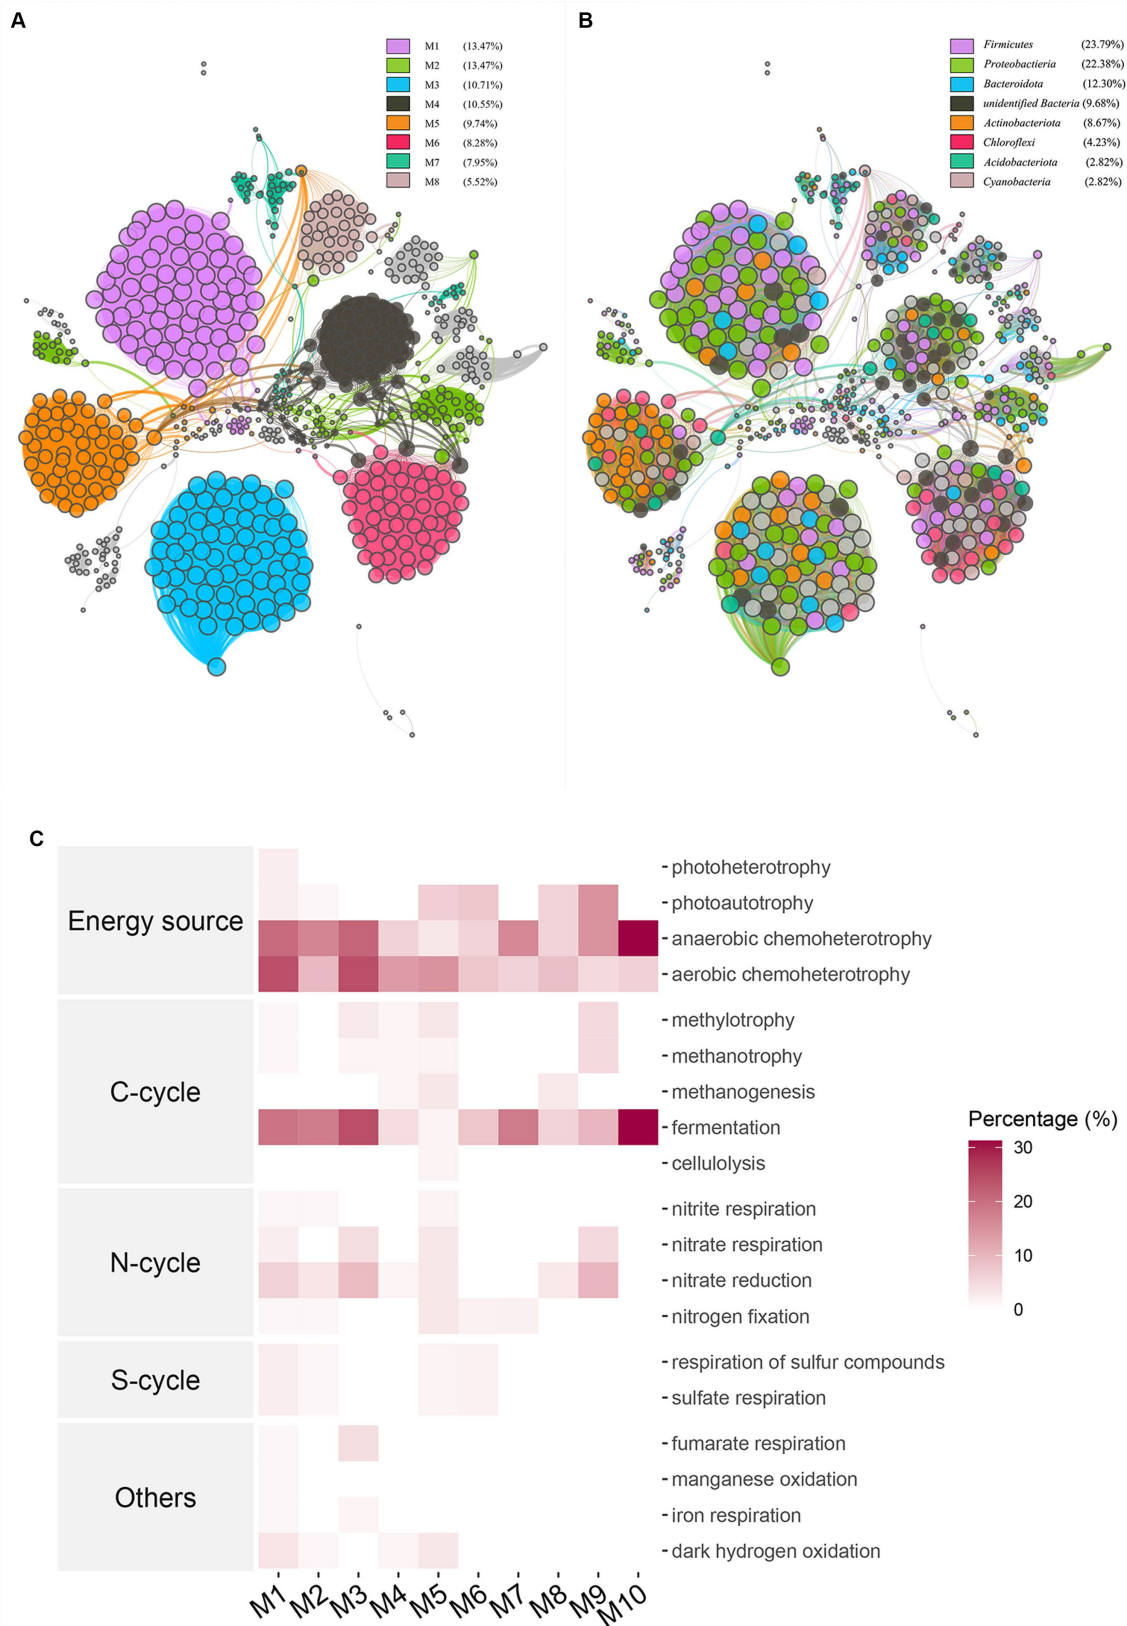 A
M1 (13.47%)
M2 (13.47%)
M3 (10.71%)
M4 (10.55%)
M5 (9.74%)
M6 (8.28%)
M7 (7.95%)
M8 (5.52%)
B
Firmicutes (23.79%)
Proteobactieria (22.38%)
Bacteroidota (12.30%)
unidentified Bacteria (9.68%)
Actinobacteriota (8.67%)
Chloroflexi (4.23%)
Acidobacteriota (2.82%)
Cyanobacteria (2.82%)
C
Energy source
photoheterotrophy
photoautotrophy
anaerobic chemoheterotrophy
aerobic chemoheterotrophy
C-cycle
methylotrophy
methanotrophy
methanogenesis
fermentation
cellulolysis
N-cycle
nitrite respiration
nitrate respiration
nitrate reduction
nitrogen fixation
S-cycle
respiration of sulfur compounds
sulfate respiration
Others
fumarate respiration
manganese oxidation
iron respiration
dark hydrogen oxidation
M1 M2 M3 M4 M5 M6 M7 M8 M9 M10
Percentage (%)
30
20
10
0